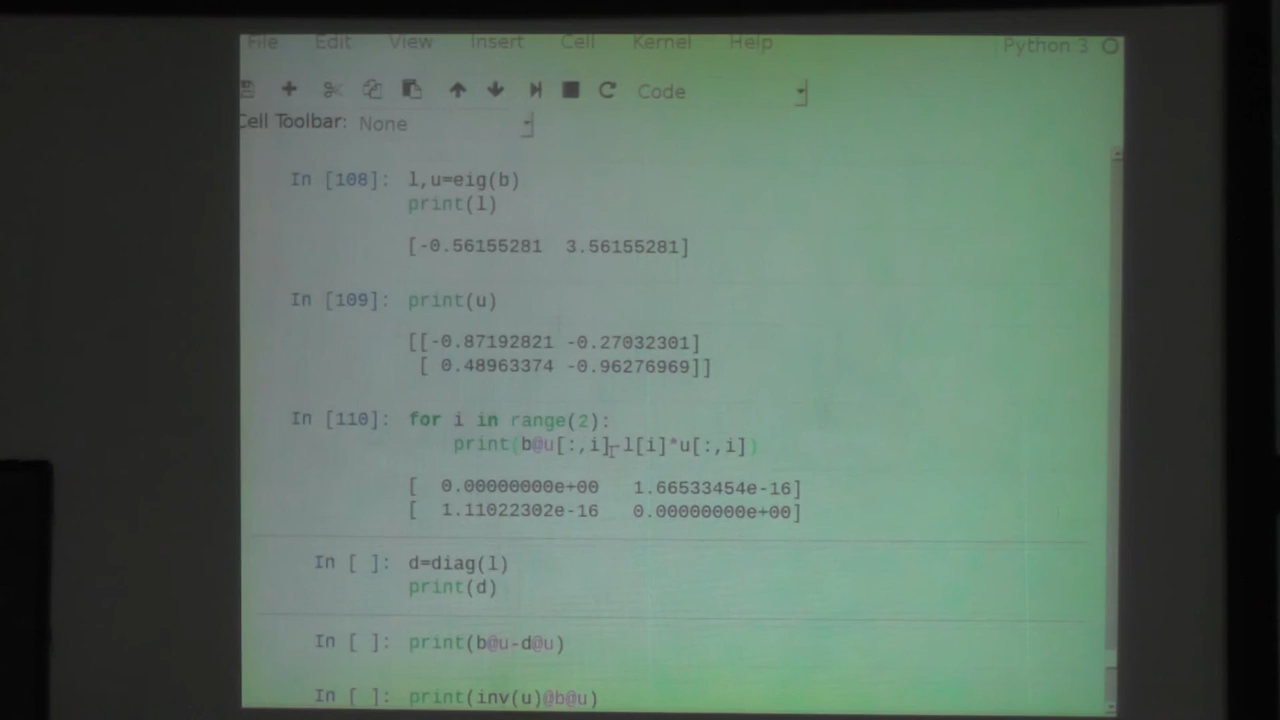 File Edit View Insert Cell Kernel Help Python 3
Code
Cell Toolbar: None
In [108]: l,u=eig(b)
print(l)
[-0.56155281  3.56155281]
In [109]: print(u)
[[-0.87192821 -0.27032301]
[ 0.48963374 -0.96276969]]
In [110]: for i in range(2):
print(b@u[:,i]-l[i]*u[:,i])
[  0.00000000e+00   1.66533454e-16]
[  1.11022302e-16   0.00000000e+00]
In [ ]: d=diag(l)
print(d)
In [ ]: print(b@u-d@u)
In [ ]: print(inv(u)@b@u)